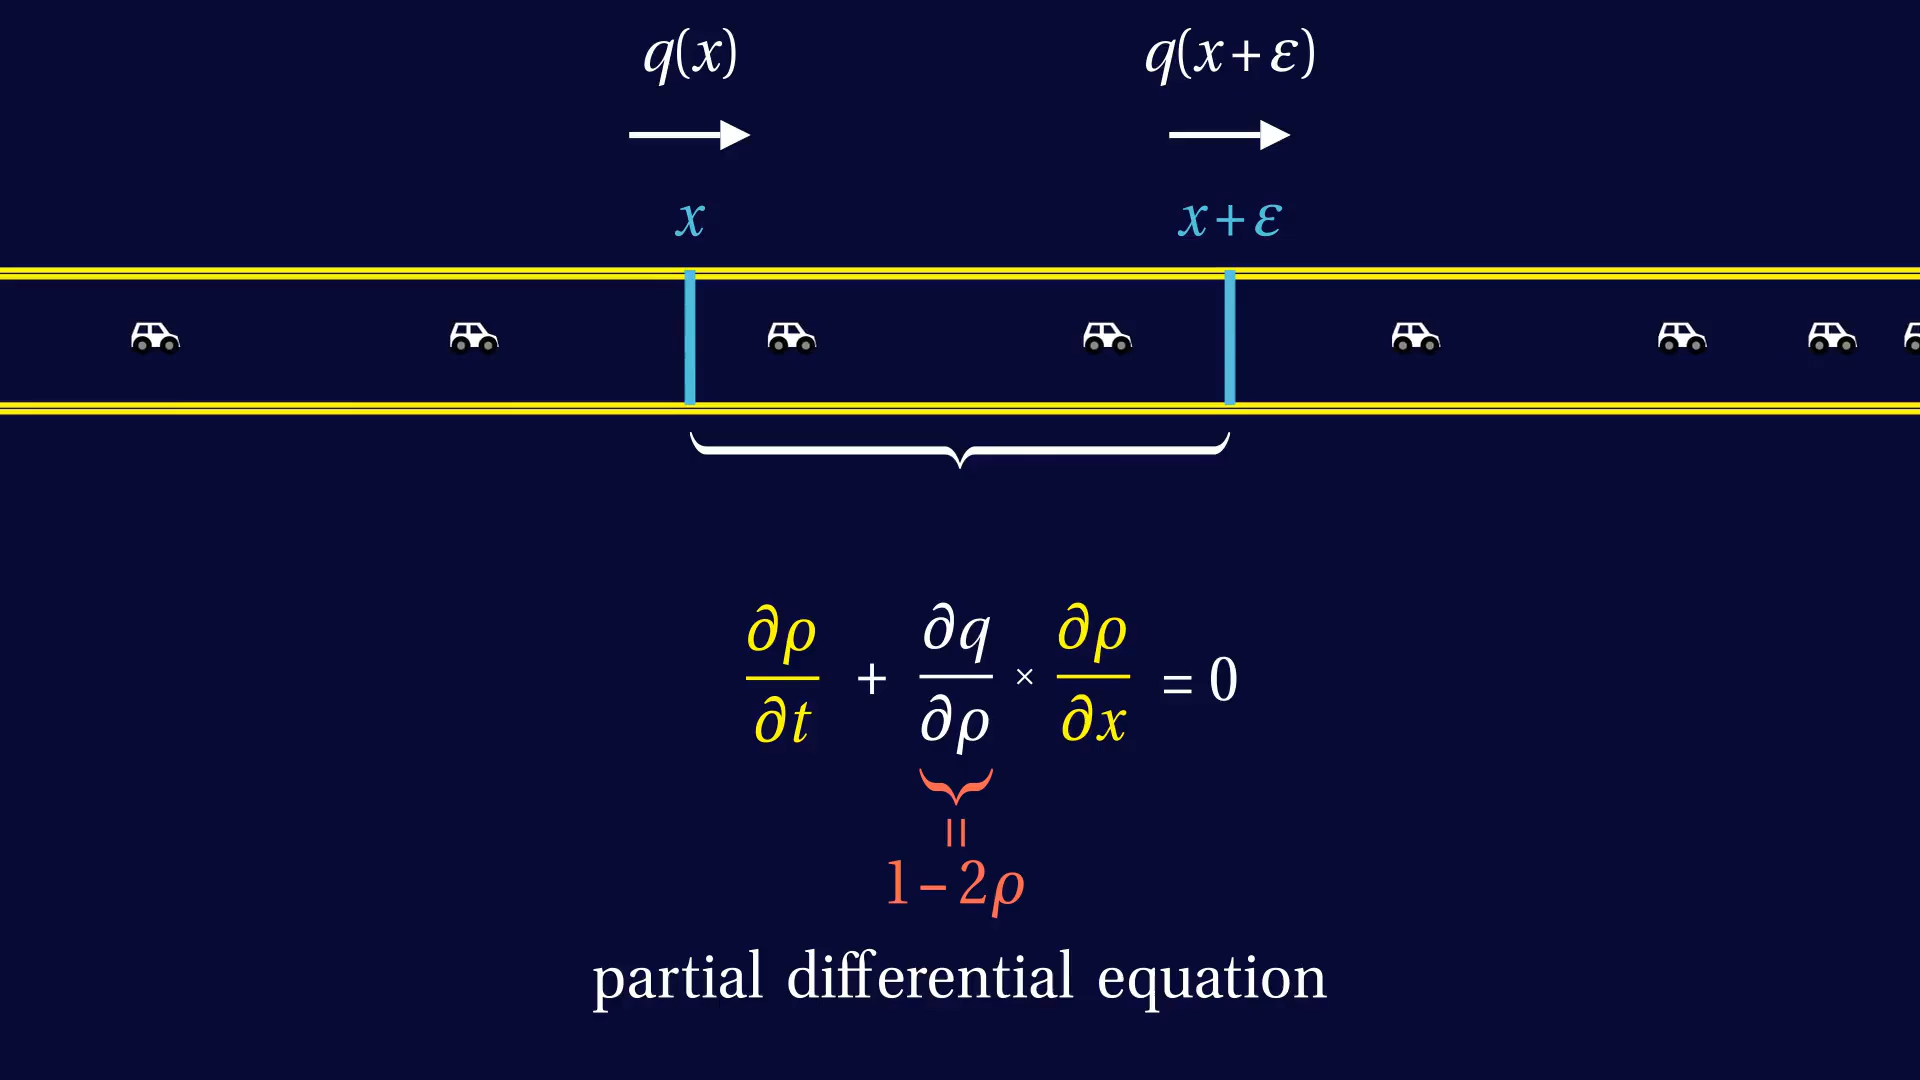 q(x) q(x+ε)
x x+ε
∂ρ/∂t + ∂q/∂ρ × ∂ρ/∂x = 0
=
1−2ρ
partial differential equation